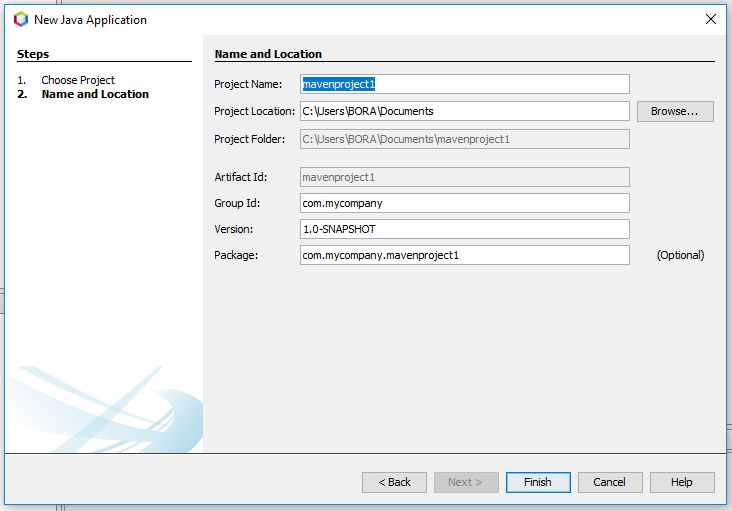 New Java Application
Steps
1. Choose Project
2. Name and Location
Name and Location
Project Name: mavenproject1
Project Location: C:\Users\BORA\Documents Browse...
Project Folder: C:\Users\BORA\Documents\mavenproject1
Artifact Id: mavenproject1
Group Id: com.mycompany
Version: 1.0-SNAPSHOT
Package: com.mycompany.mavenproject1 (Optional)
< Back Next > Finish Cancel Help